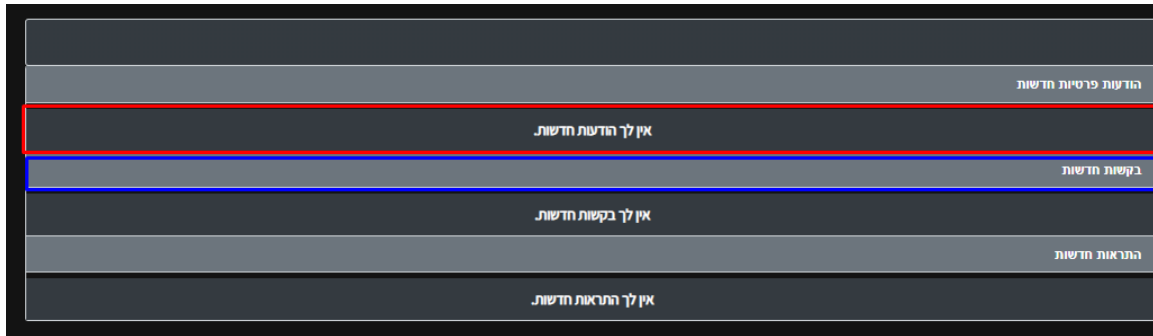 הודעות פרטיות חדשות
אין לך הודעות חדשות.
בקשות חדשות
אין לך בקשות חדשות.
התראות חדשות
אין לך התראות חדשות.